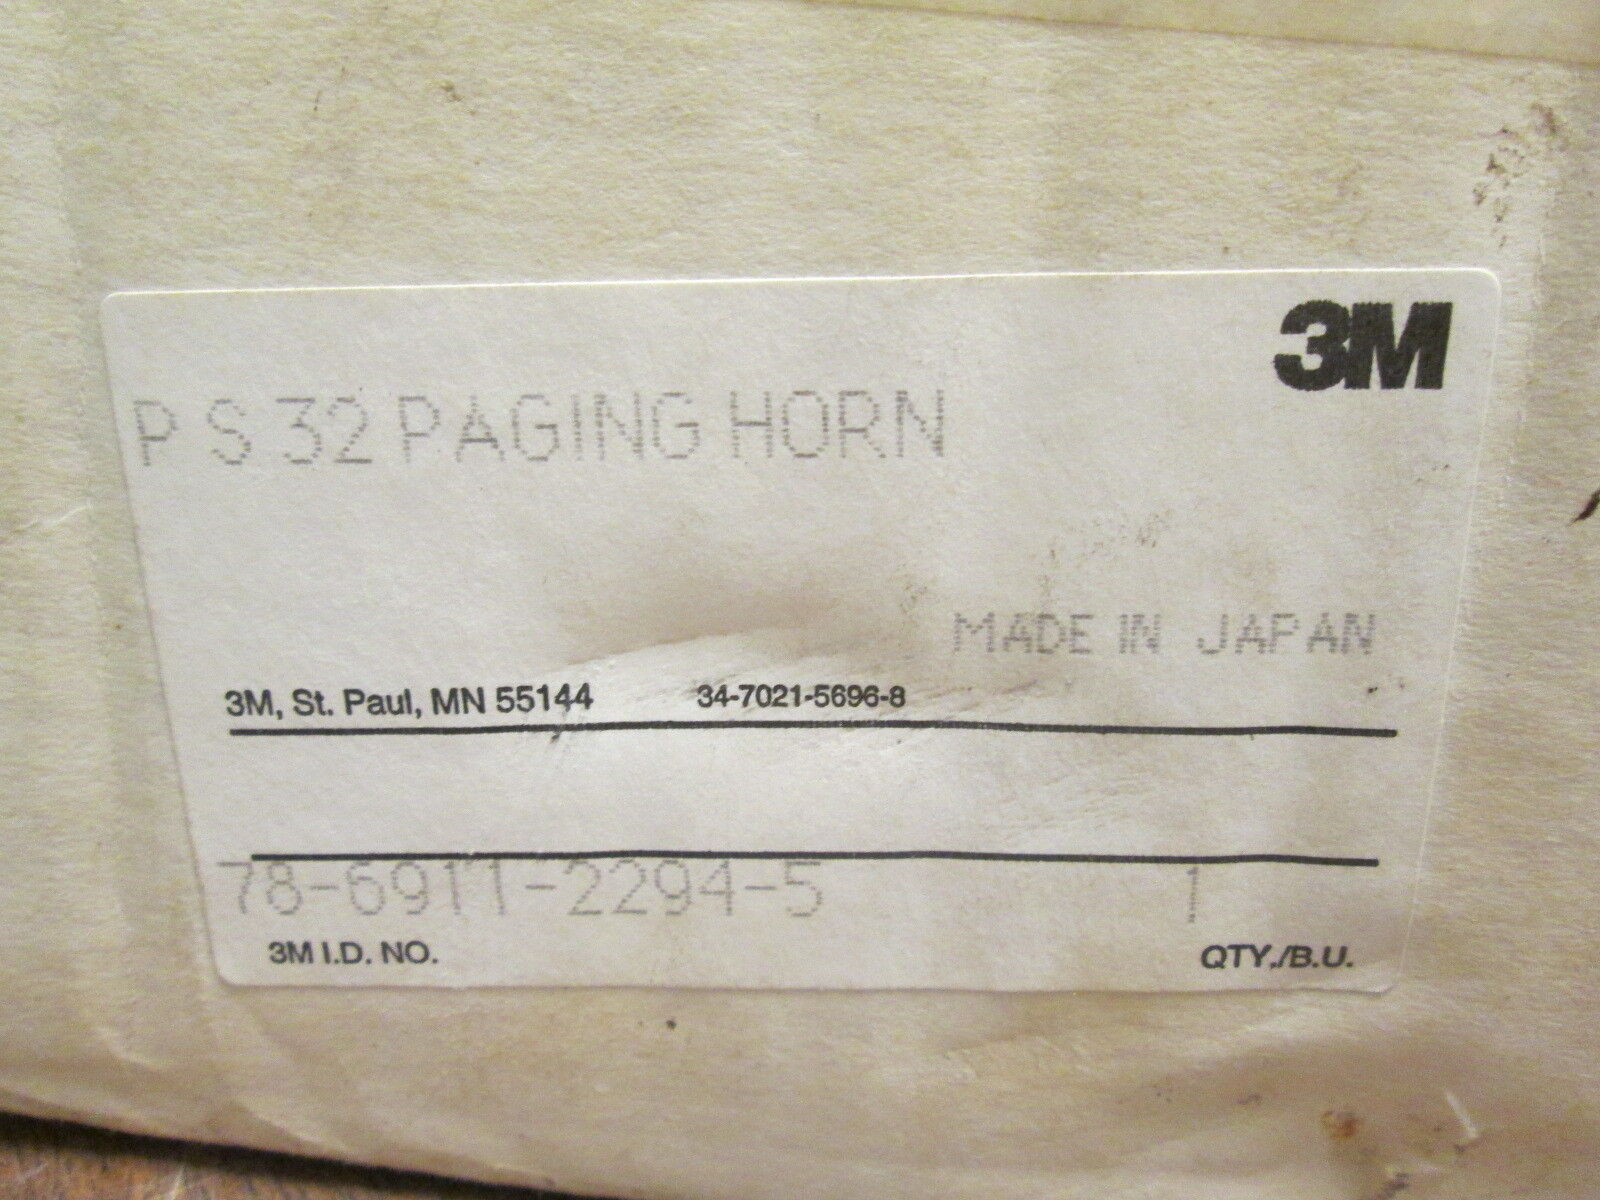 3M
P S 32 PAGING HORN
MADE IN JAPAN
3M, St. Paul, MN 55144 34-7021-5696-8
78-6911-2294-5 1
3M I.D. NO. QTY./B.U.